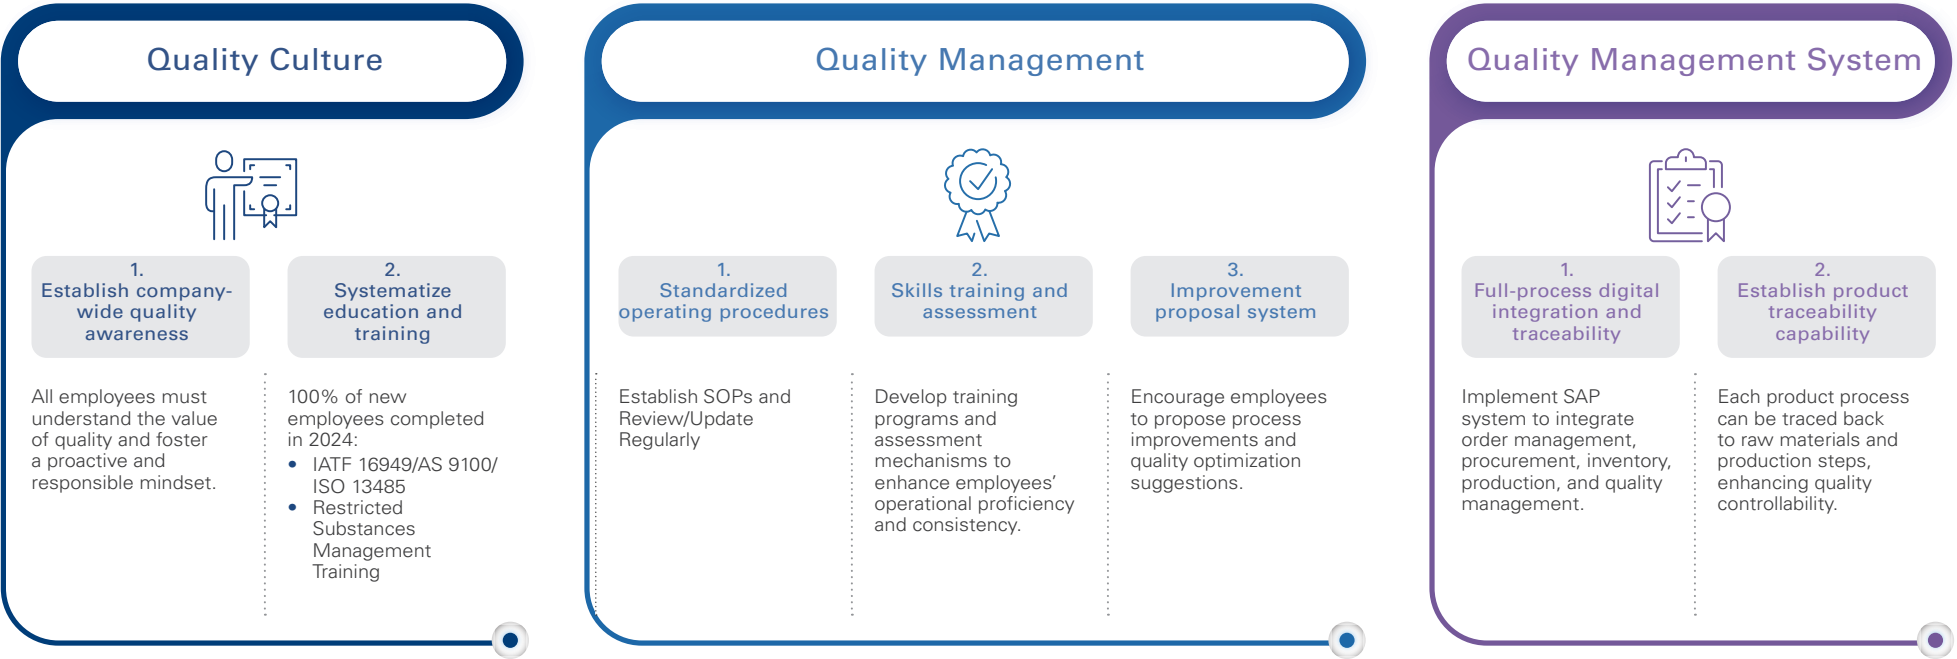 Quality Culture
1.
Establish company-
wide quality
awareness
All employees must
understand the value
of quality and foster
a proactive and
responsible mindset.
2.
Systematize
education and
training
100% of new
employees completed
in 2024:
• IATF 16949/AS 9100/
ISO 13485
• Restricted
Substances
Management
Training
Quality Management
1.
Standardized
operating procedures
Establish SOPs and
Review/Update
Regularly
2.
Skills training and
assessment
Develop training
programs and
assessment
mechanisms to
enhance employees’
operational proficiency
and consistency.
3.
Improvement
proposal system
Encourage employees
to propose process
improvements and
quality optimization
suggestions.
Quality Management System
1.
Full-process digital
integration and
traceability
Implement SAP
system to integrate
order management,
procurement, inventory,
production, and quality
management.
2.
Establish product
traceability
capability
Each product process
can be traced back
to raw materials and
production steps,
enhancing quality
controllability.